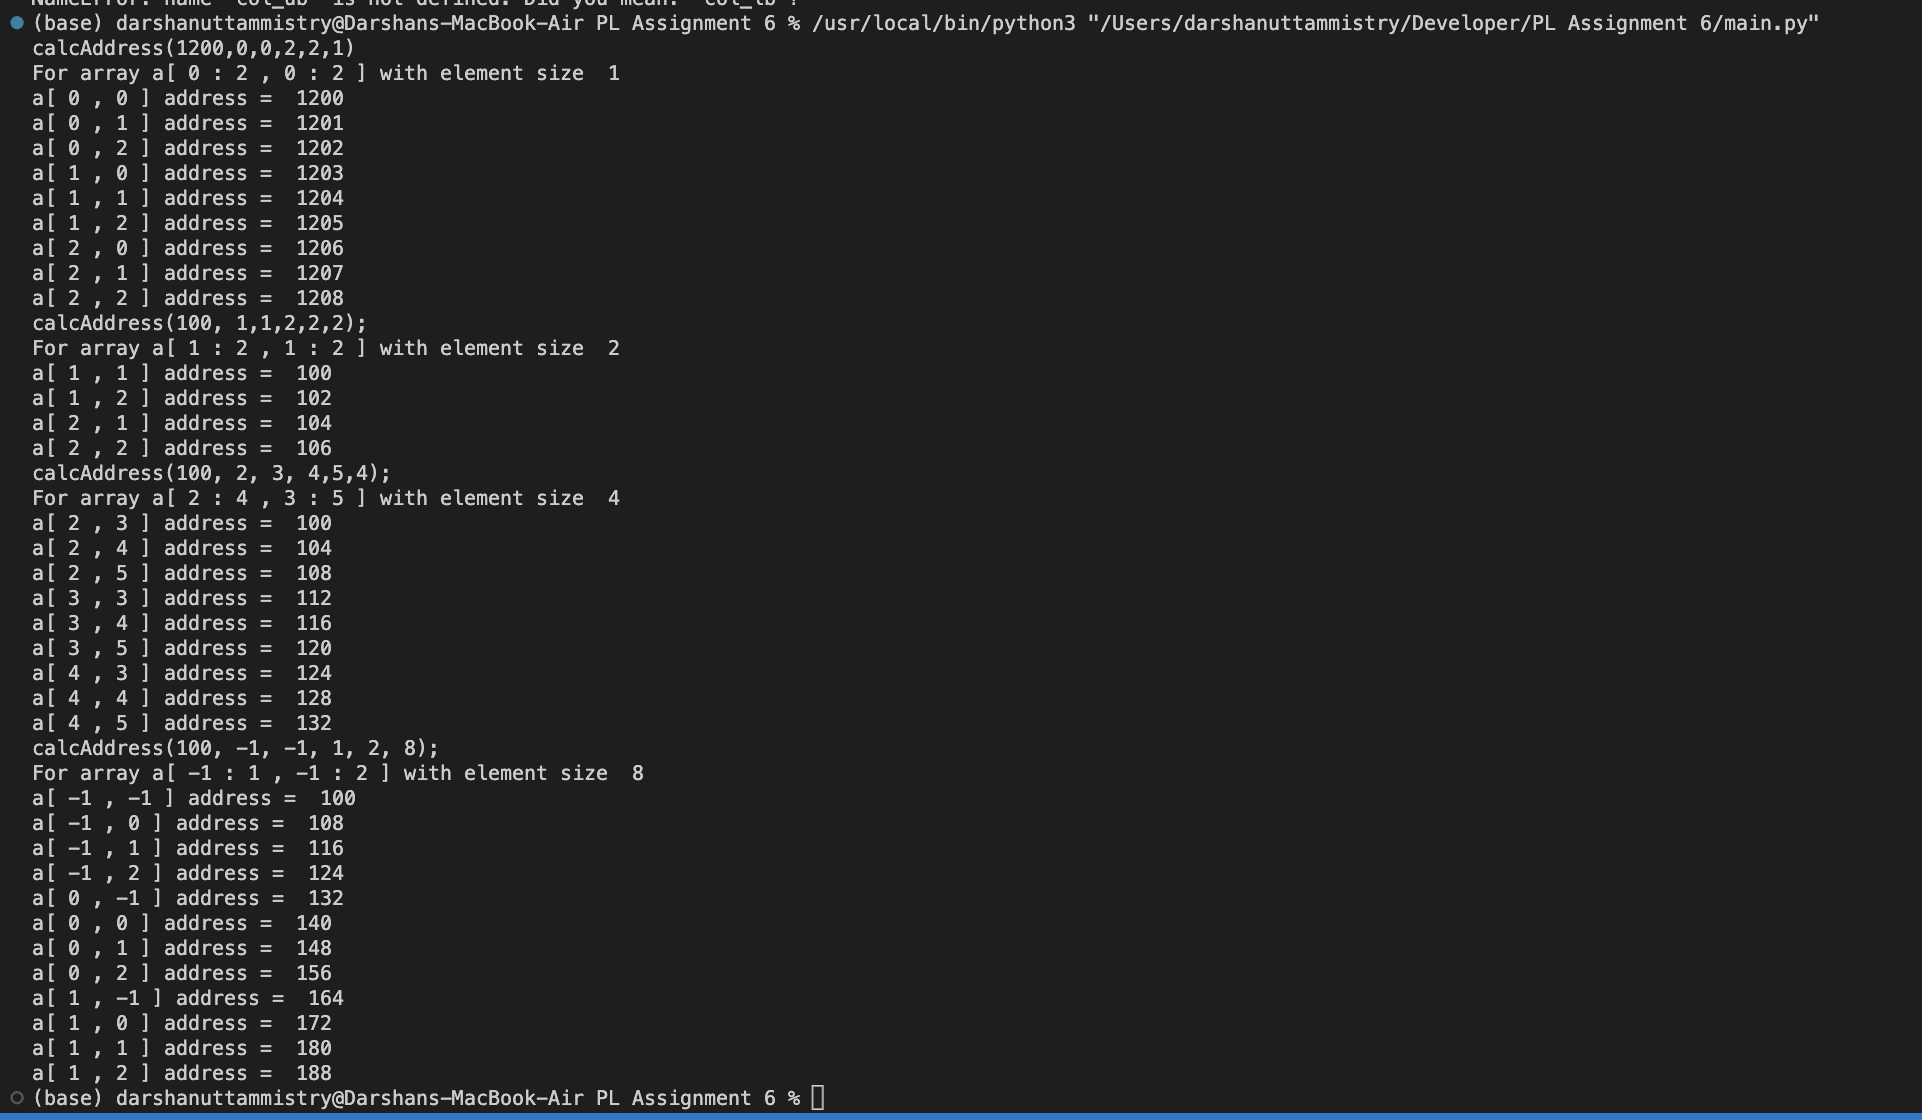 NameError: name 'col_ub' is not defined. Did you mean: 'col_lb'?
(base) darshanuttammistry@Darshans-MacBook-Air PL Assignment 6 % /usr/local/bin/python3 "/Users/darshanuttammistry/Developer/PL Assignment 6/main.py"
calcAddress(1200,0,0,2,2,1)
For array a[ 0 : 2 , 0 : 2 ] with element size  1
a[ 0 , 0 ] address =  1200
a[ 0 , 1 ] address =  1201
a[ 0 , 2 ] address =  1202
a[ 1 , 0 ] address =  1203
a[ 1 , 1 ] address =  1204
a[ 1 , 2 ] address =  1205
a[ 2 , 0 ] address =  1206
a[ 2 , 1 ] address =  1207
a[ 2 , 2 ] address =  1208
calcAddress(100, 1,1,2,2,2);
For array a[ 1 : 2 , 1 : 2 ] with element size  2
a[ 1 , 1 ] address =  100
a[ 1 , 2 ] address =  102
a[ 2 , 1 ] address =  104
a[ 2 , 2 ] address =  106
calcAddress(100, 2, 3, 4,5,4);
For array a[ 2 : 4 , 3 : 5 ] with element size  4
a[ 2 , 3 ] address =  100
a[ 2 , 4 ] address =  104
a[ 2 , 5 ] address =  108
a[ 3 , 3 ] address =  112
a[ 3 , 4 ] address =  116
a[ 3 , 5 ] address =  120
a[ 4 , 3 ] address =  124
a[ 4 , 4 ] address =  128
a[ 4 , 5 ] address =  132
calcAddress(100, -1, -1, 1, 2, 8);
For array a[ -1 : 1 , -1 : 2 ] with element size  8
a[ -1 , -1 ] address =  100
a[ -1 , 0 ] address =  108
a[ -1 , 1 ] address =  116
a[ -1 , 2 ] address =  124
a[ 0 , -1 ] address =  132
a[ 0 , 0 ] address =  140
a[ 0 , 1 ] address =  148
a[ 0 , 2 ] address =  156
a[ 1 , -1 ] address =  164
a[ 1 , 0 ] address =  172
a[ 1 , 1 ] address =  180
a[ 1 , 2 ] address =  188
(base) darshanuttammistry@Darshans-MacBook-Air PL Assignment 6 %